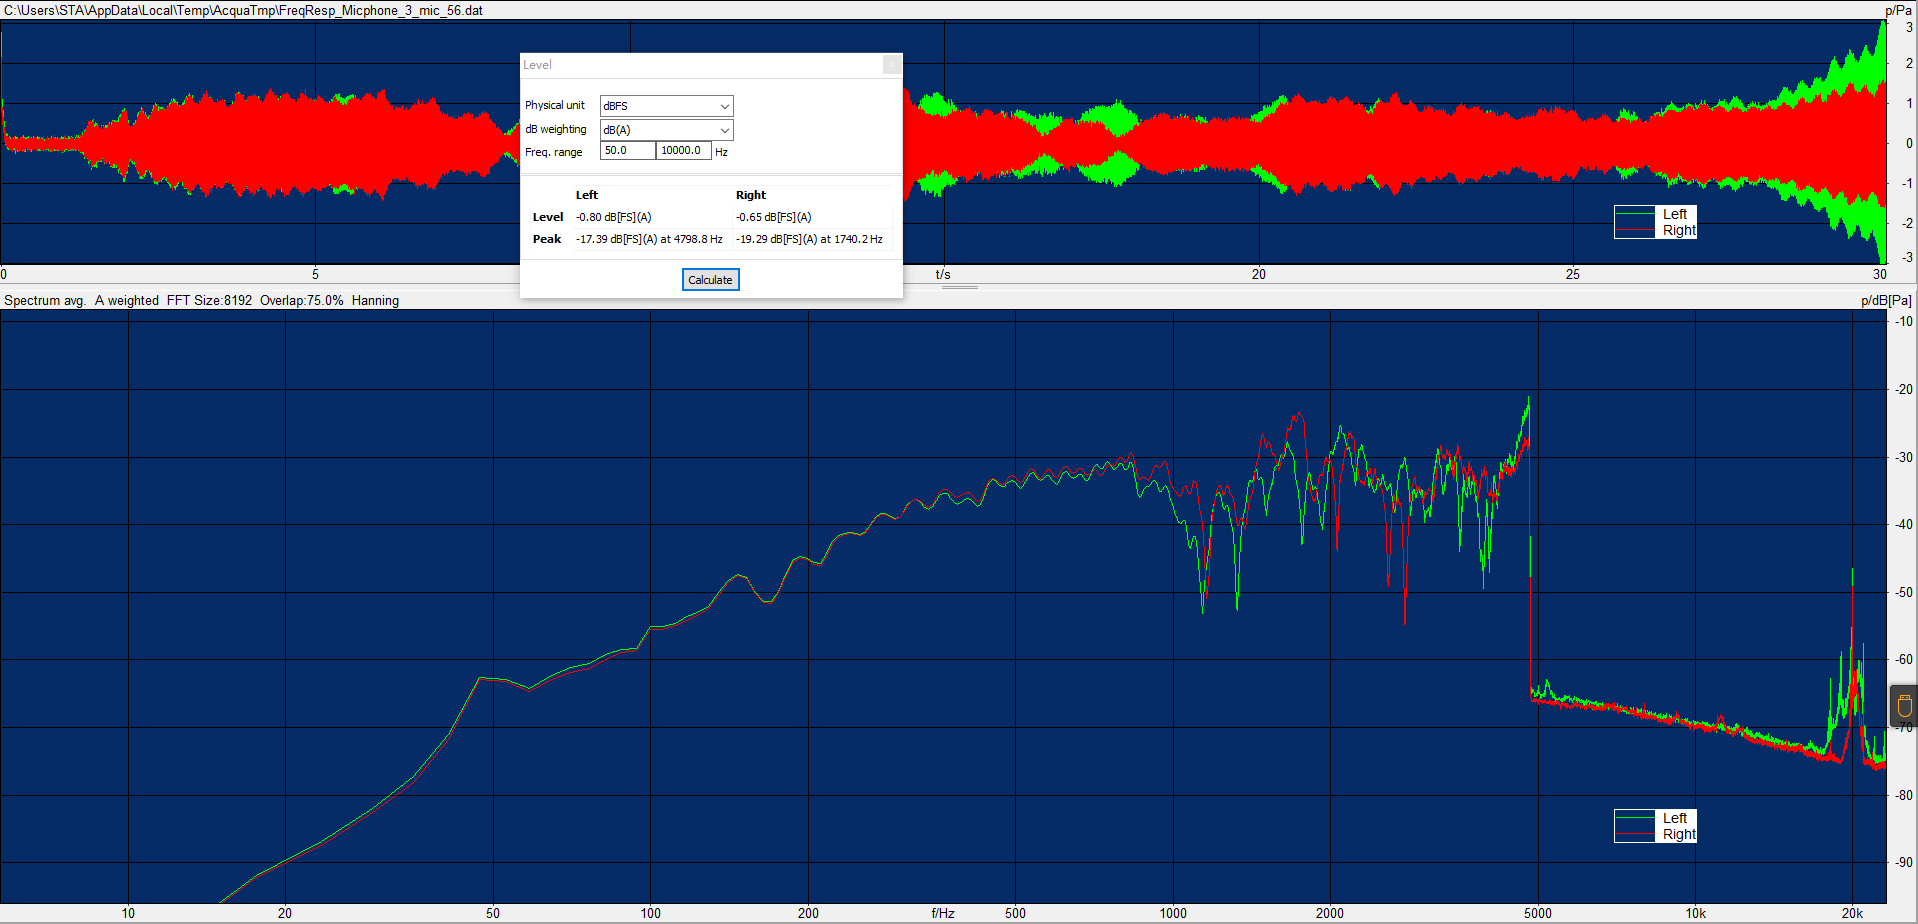 C:\Users\STA\AppData\Local\Temp\AcquaTmp\FreqResp_Micphone_3_mic_56.dat
p/Pa
3
2
1
0
-1
-2
-3
Level
Physical unit dBFS
dB weighting dB(A)
Freq. range 50.0 10000.0 Hz
Left Right
Level -0.80 dB[FS](A) -0.65 dB[FS](A)
Peak -17.39 dB[FS](A) at 4798.8 Hz -19.29 dB[FS](A) at 1740.2 Hz
Calculate
Left
Right
0 5 t/s 20 25 30
Spectrum avg. A weighted FFT Size:8192 Overlap:75.0% Hanning
p/dB[Pa]
-10
-20
-30
-40
-50
-60
-70
-80
-90
Left
Right
10 20 50 100 200 f/Hz 500 1000 2000 5000 10k 20k